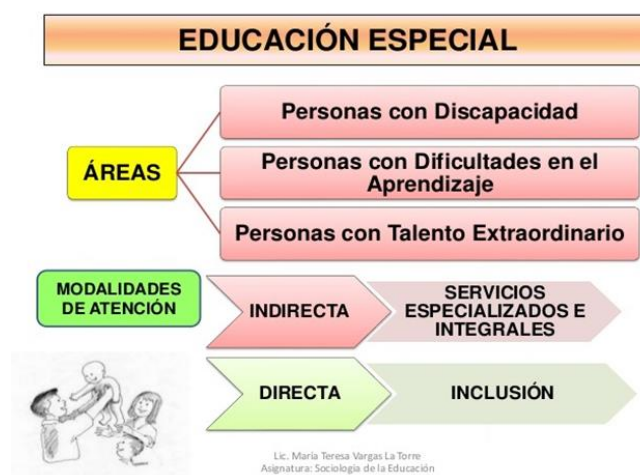 EDUCACIÓN ESPECIAL
Personas con Discapacidad
ÁREAS
Personas con Dificultades en el
Aprendizaje
Personas con Talento Extraordinario
MODALIDADES
DE ATENCIÓN
INDIRECTA
SERVICIOS
ESPECIALIZADOS E
INTEGRALES
DIRECTA
INCLUSIÓN
Lic. María Teresa Vargas La Torre
Asignatura: Sociología de la Educación